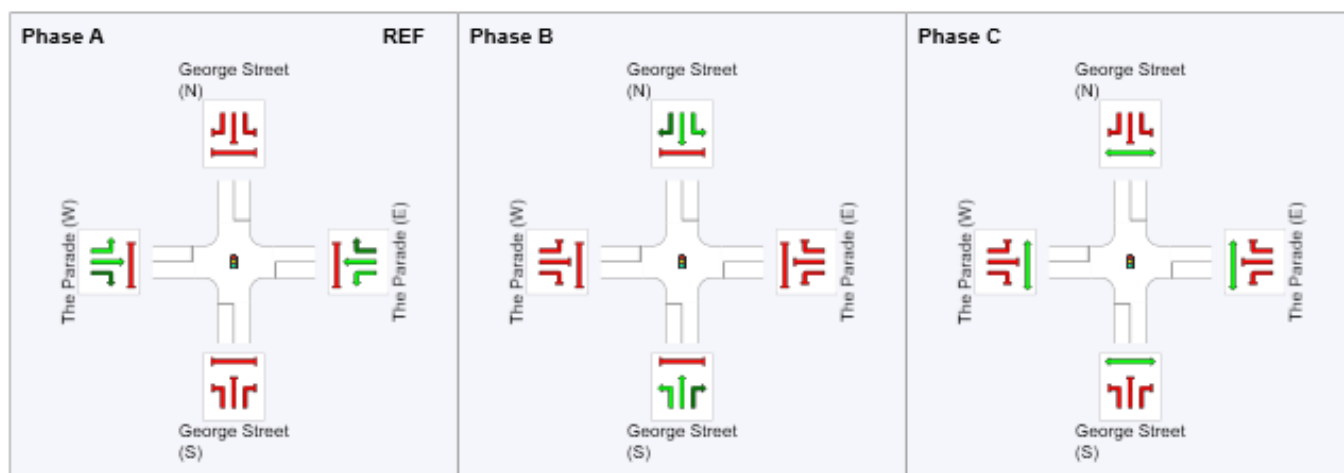 Phase A REF
George Street
(N)
The Parade (W)
The Parade (E)
George Street
(S)
Phase B
George Street
(N)
The Parade (W)
The Parade (E)
George Street
(S)
Phase C
George Street
(N)
The Parade (W)
The Parade (E)
George Street
(S)